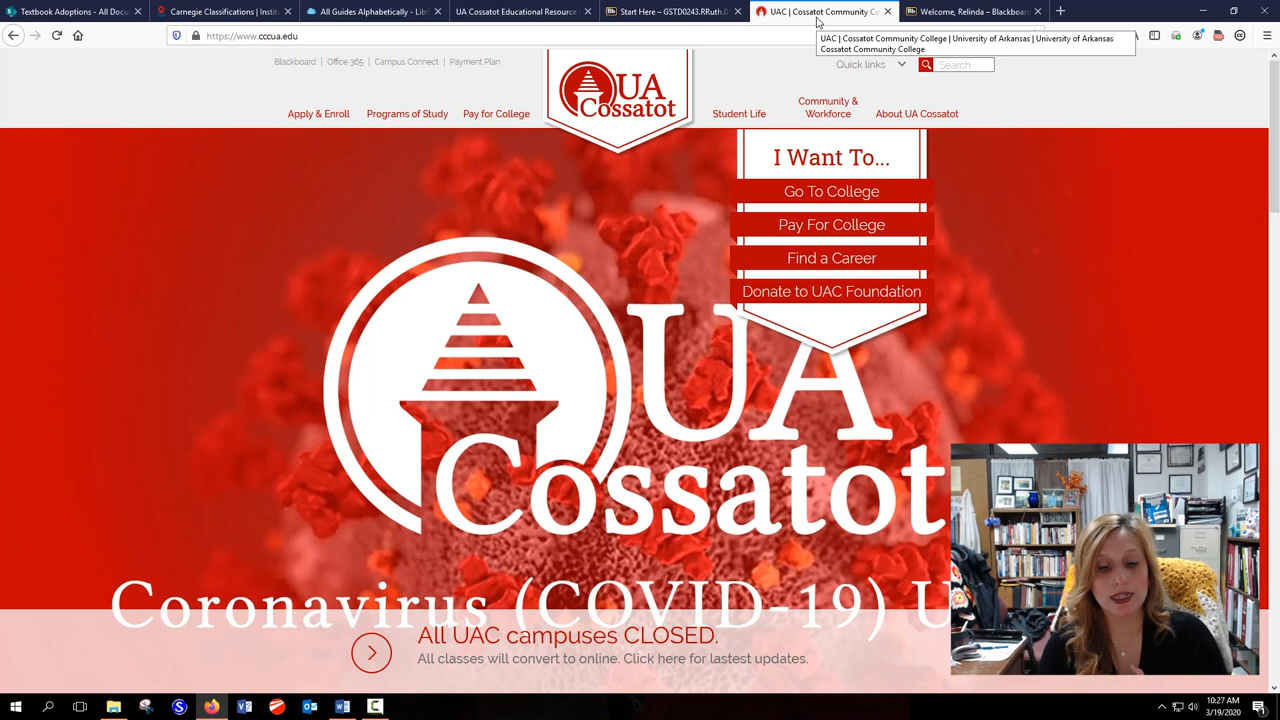 Textbook Adoptions - All Docu
Carnegie Classifications | Instit
All Guides Alphabetically - LibG
UA Cossatot Educational Resource
Start Here – GSTD0243.RRuth.0
UAC | Cossatot Community Co
Welcome, Relinda – Blackboard
https://www.cccua.edu
UAC | Cossatot Community College | University of Arkansas | University of Arkansas
Cossatot Community College
Blackboard | Office 365 | Campus Connect | Payment Plan
Quick links
Search
UA
Cossatot
Apply & Enroll
Programs of Study
Pay for College
Student Life
Community &
Workforce
About UA Cossatot
I Want To...
Go To College
Pay For College
Find a Career
Donate to UAC Foundation
UA
Cossatot
Coronavirus (COVID-19) U
All UAC campuses CLOSED.
All classes will convert to online. Click here for lastest updates.
10:27 AM
3/19/2020